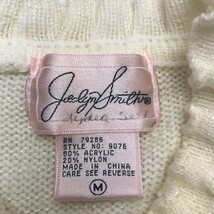 Jaclyn Smith®
RN 79286
STYLE NO: 9076
80% ACRYLIC
20% NYLON
MADE IN CHINA
CARE SEE REVERSE
M